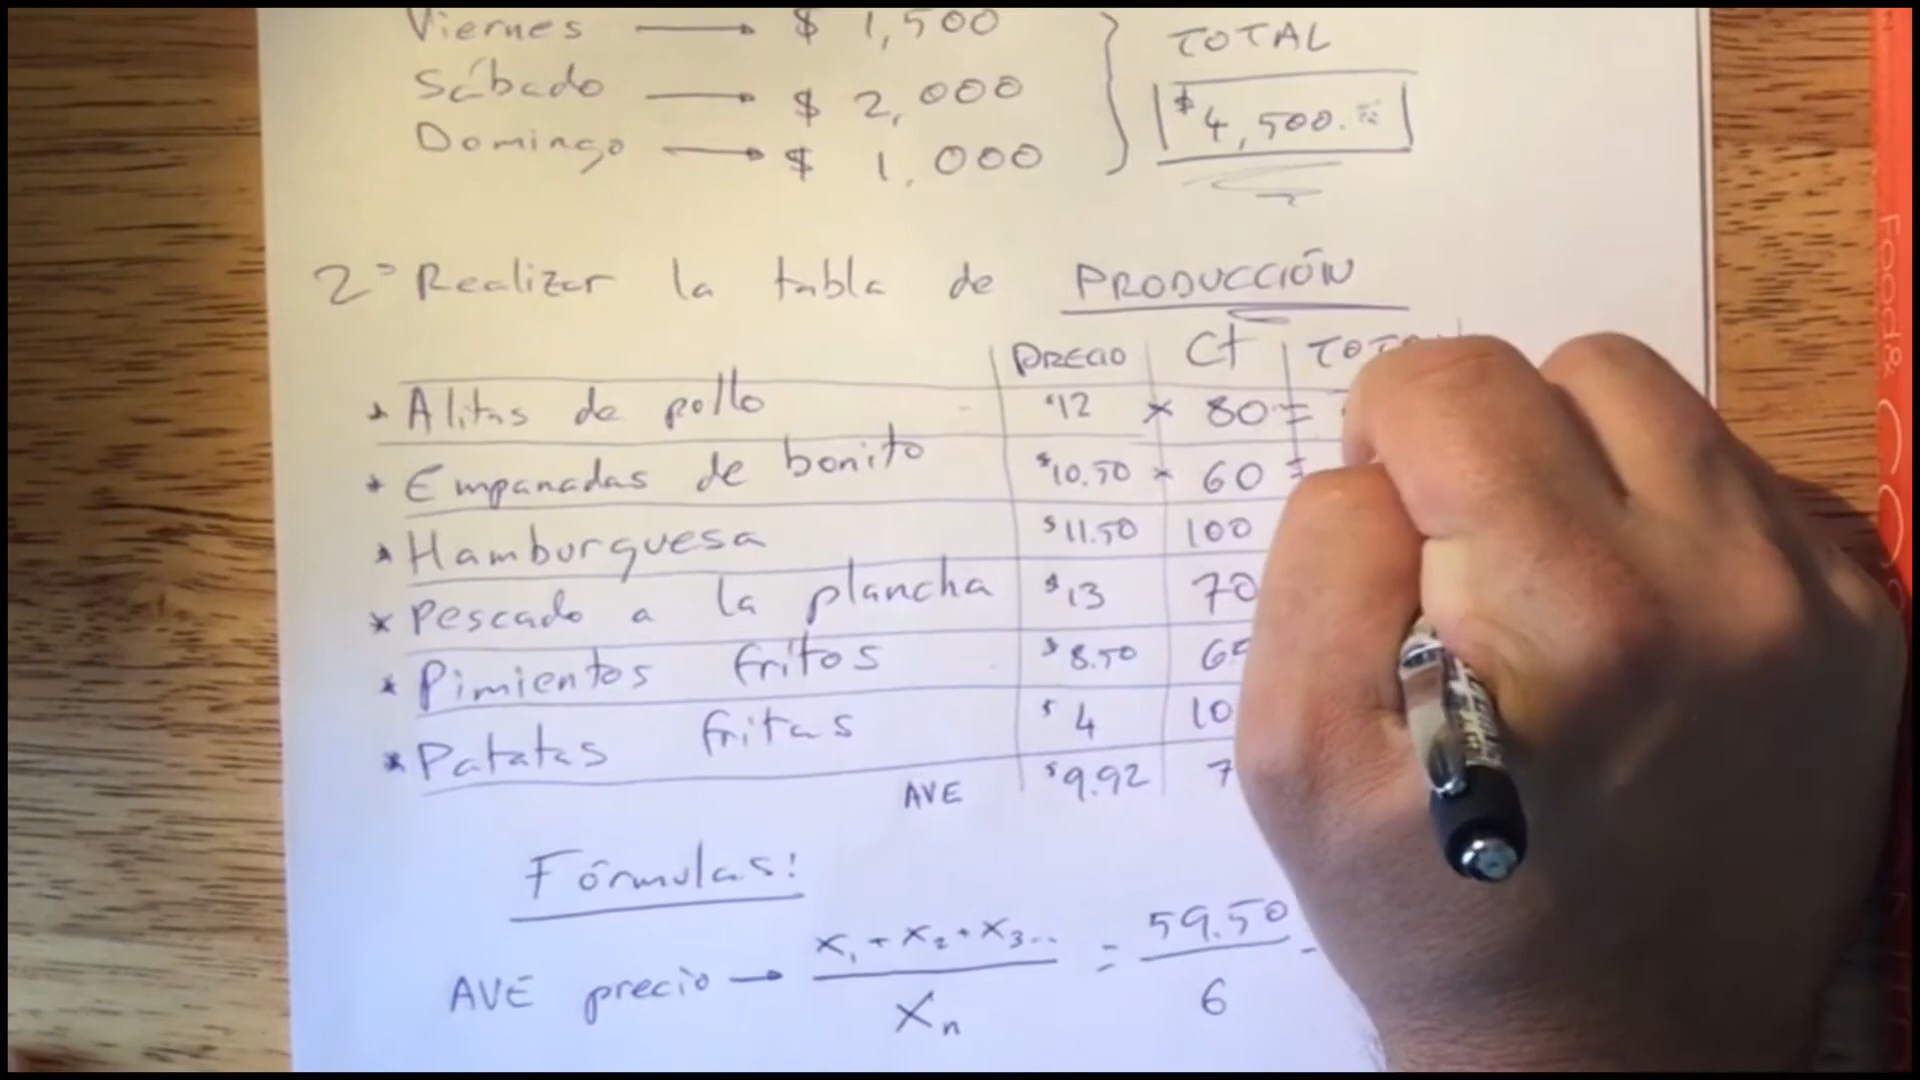 Viernes → $ 1,500
Sábado → $ 2,000
Domingo → $ 1,000
TOTAL
$4,500.
2º Realizar la tabla de PRODUCCIÓN
PRECIO Ct
* Alitas de pollo $12 × 80 =
* Empanadas de bonito $10.50 × 60 =
* Hamburguesa $11.50 100
* Pescado a la plancha $13 70
* Pimientos fritos $8.50
* Patatas fritas $4
AVE $9.92
Fórmulas:
AVE precio → X₁ + X₂ + X₃... / Xn = 59.50 / 6
Food &